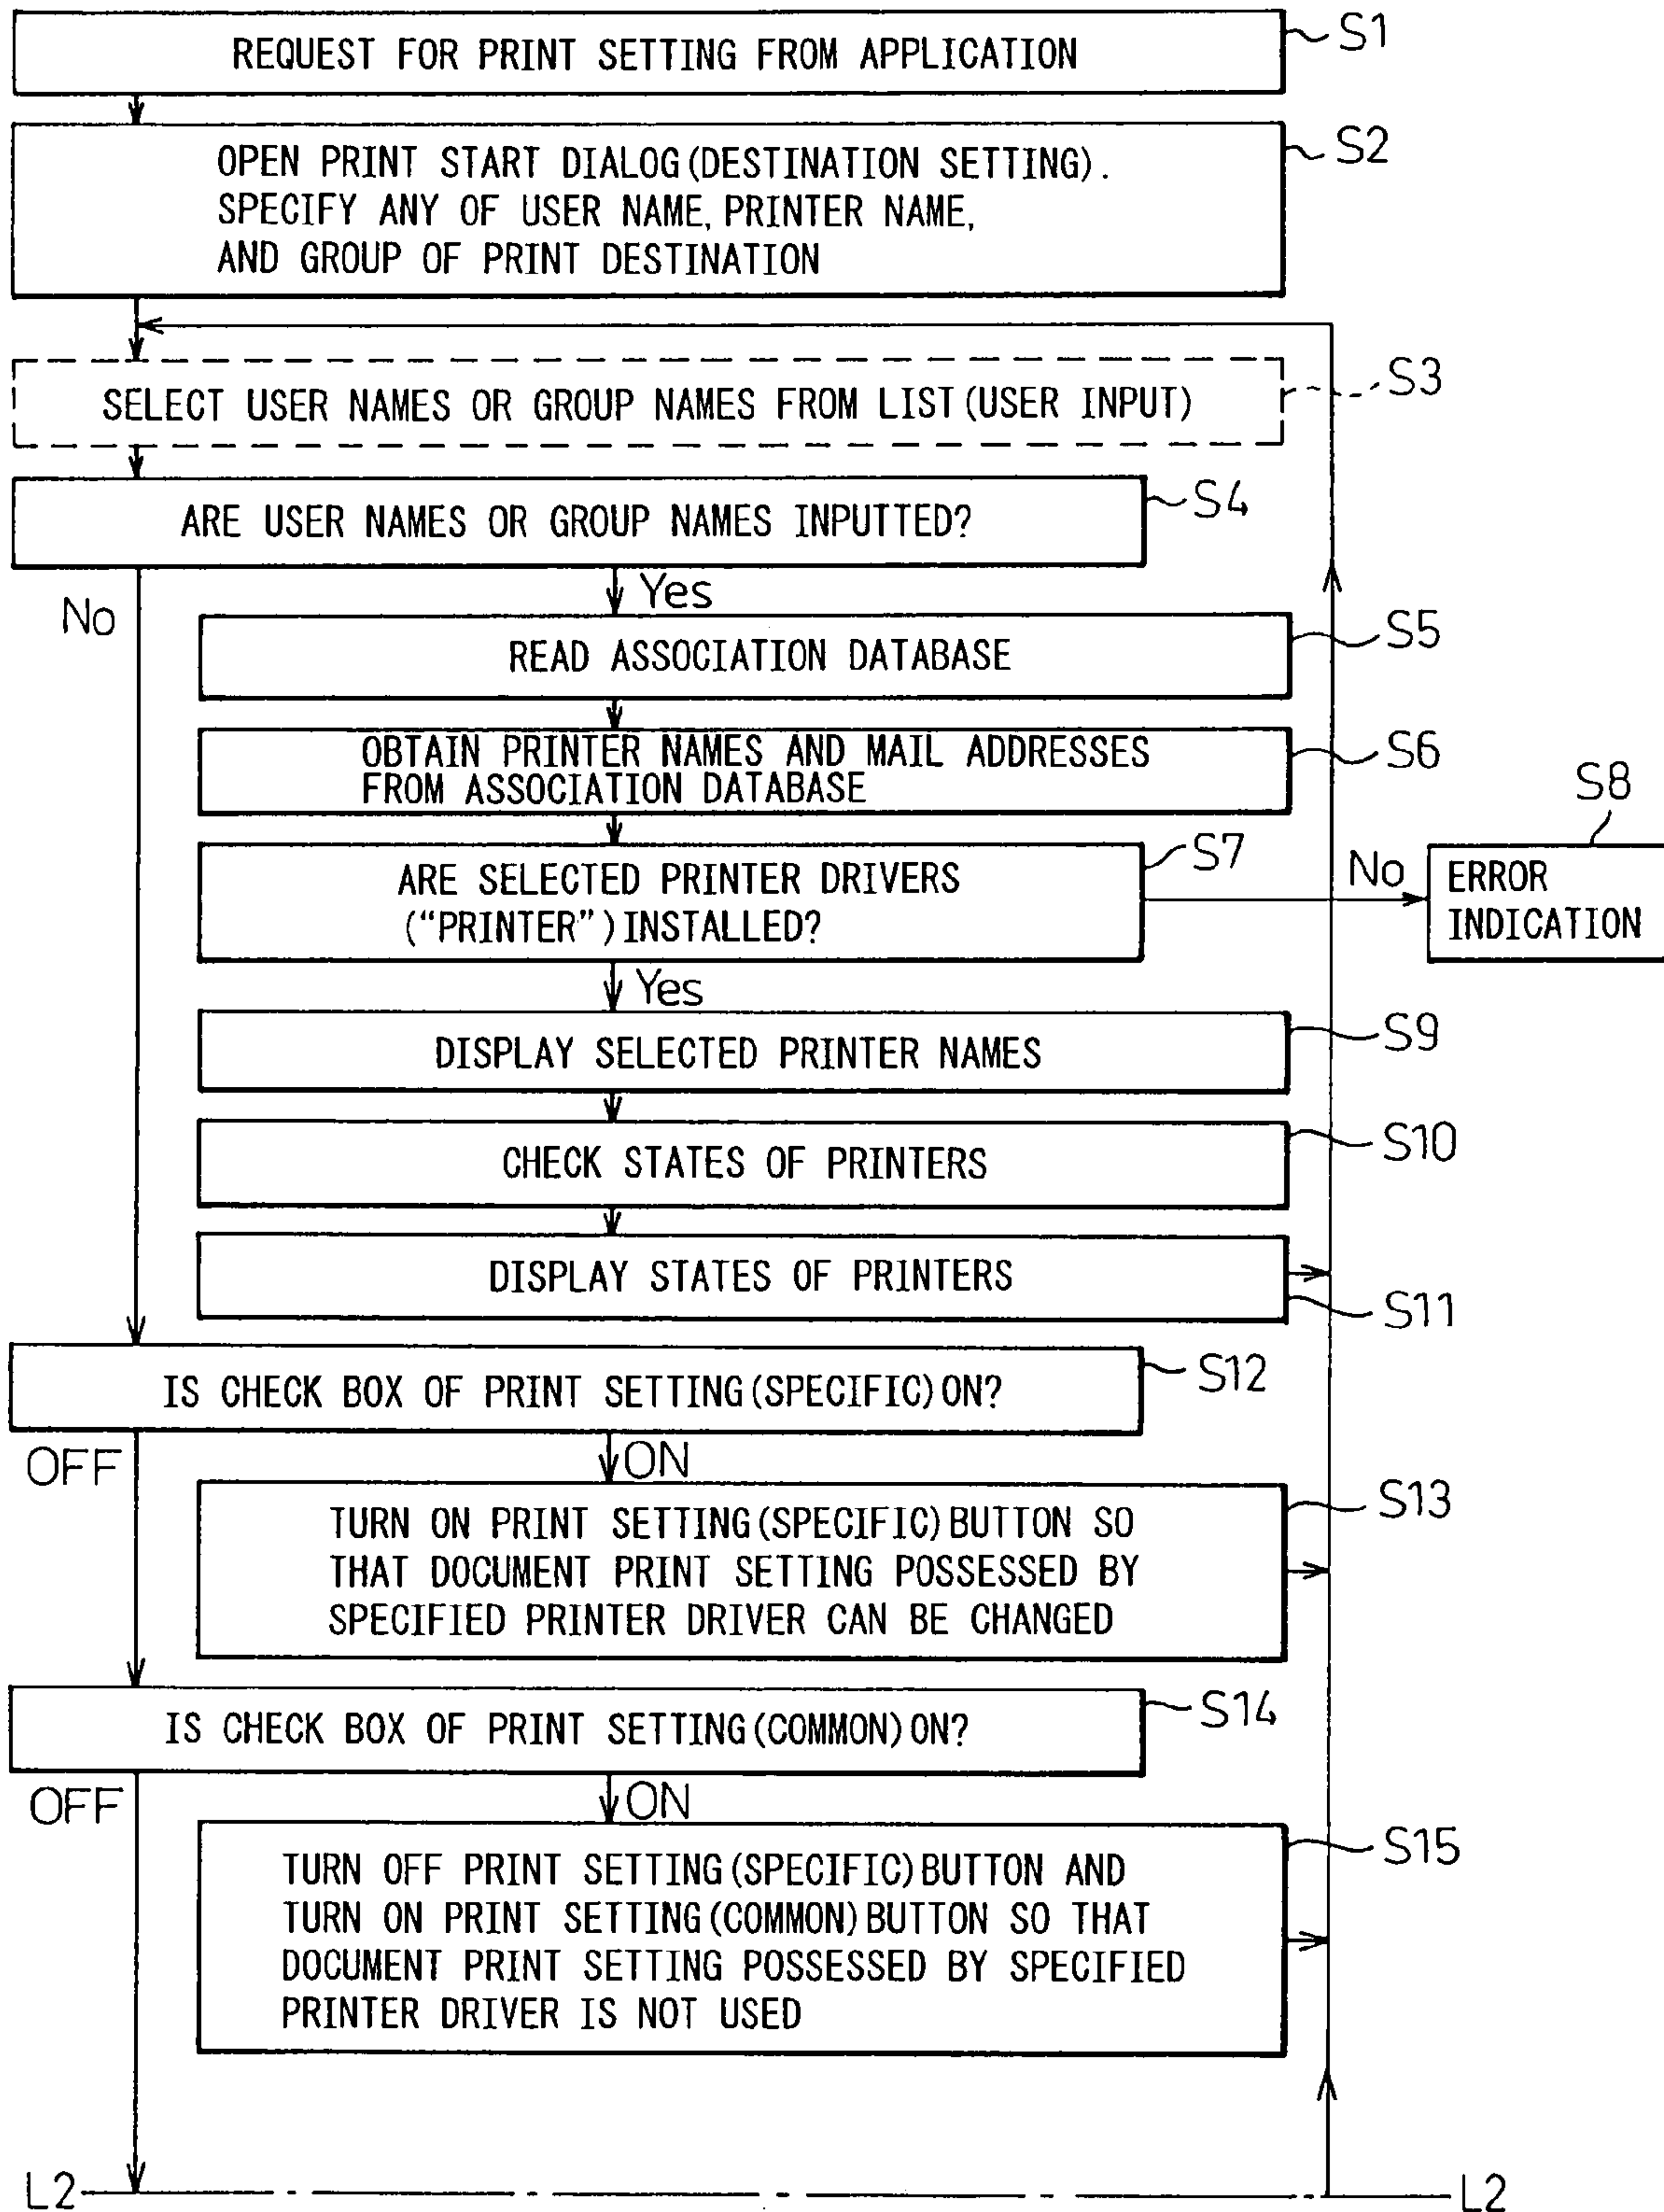 REQUEST FOR PRINT SETTING FROM APPLICATION
S1
OPEN PRINT START DIALOG(DESTINATION SETTING).
SPECIFY ANY OF USER NAME, PRINTER NAME,
AND GROUP OF PRINT DESTINATION
S2
SELECT USER NAMES OR GROUP NAMES FROM LIST(USER INPUT)
S3
ARE USER NAMES OR GROUP NAMES INPUTTED?
S4
No
Yes
READ ASSOCIATION DATABASE
S5
OBTAIN PRINTER NAMES AND MAIL ADDRESSES
FROM ASSOCIATION DATABASE
S6
ARE SELECTED PRINTER DRIVERS
("PRINTER")INSTALLED?
S7
No
S8
ERROR
INDICATION
Yes
DISPLAY SELECTED PRINTER NAMES
S9
CHECK STATES OF PRINTERS
S10
DISPLAY STATES OF PRINTERS
S11
IS CHECK BOX OF PRINT SETTING(SPECIFIC)ON?
S12
OFF
ON
TURN ON PRINT SETTING(SPECIFIC)BUTTON SO
THAT DOCUMENT PRINT SETTING POSSESSED BY
SPECIFIED PRINTER DRIVER CAN BE CHANGED
S13
IS CHECK BOX OF PRINT SETTING(COMMON)ON?
S14
OFF
ON
TURN OFF PRINT SETTING(SPECIFIC)BUTTON AND
TURN ON PRINT SETTING(COMMON)BUTTON SO THAT
DOCUMENT PRINT SETTING POSSESSED BY SPECIFIED
PRINTER DRIVER IS NOT USED
S15
L2
L2